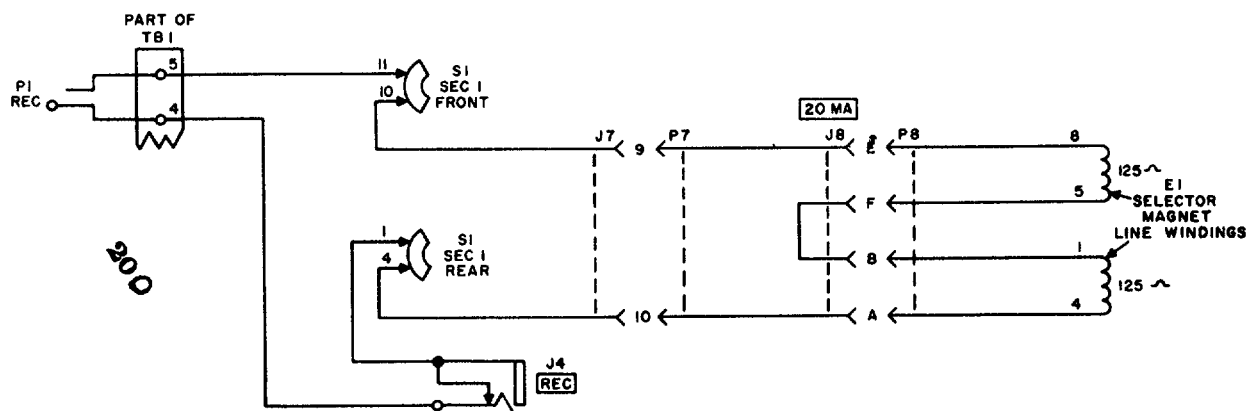 PART OF
TB1
P1
REC
5
4
11
10
S1
SEC 1
FRONT
20 MA
J7
9
P7
J8
E
P8
8
125
5
E1
SELECTOR
MAGNET
LINE WINDINGS
F
B
1
125
4
A
1
4
S1
SEC 1
REAR
10
J4
REC
200